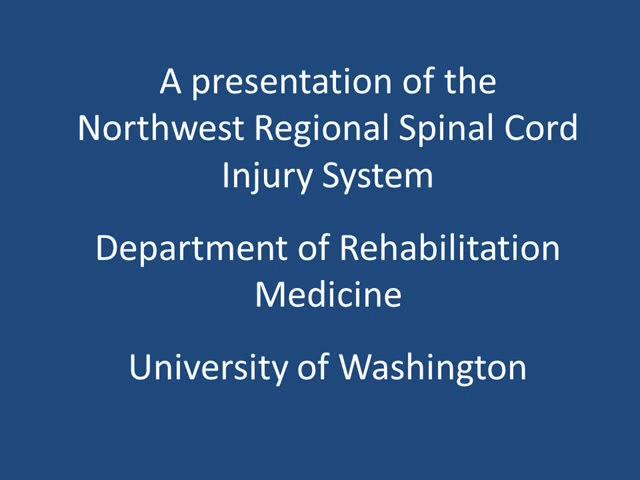 A presentation of the
Northwest Regional Spinal Cord
Injury System
Department of Rehabilitation
Medicine
University of Washington